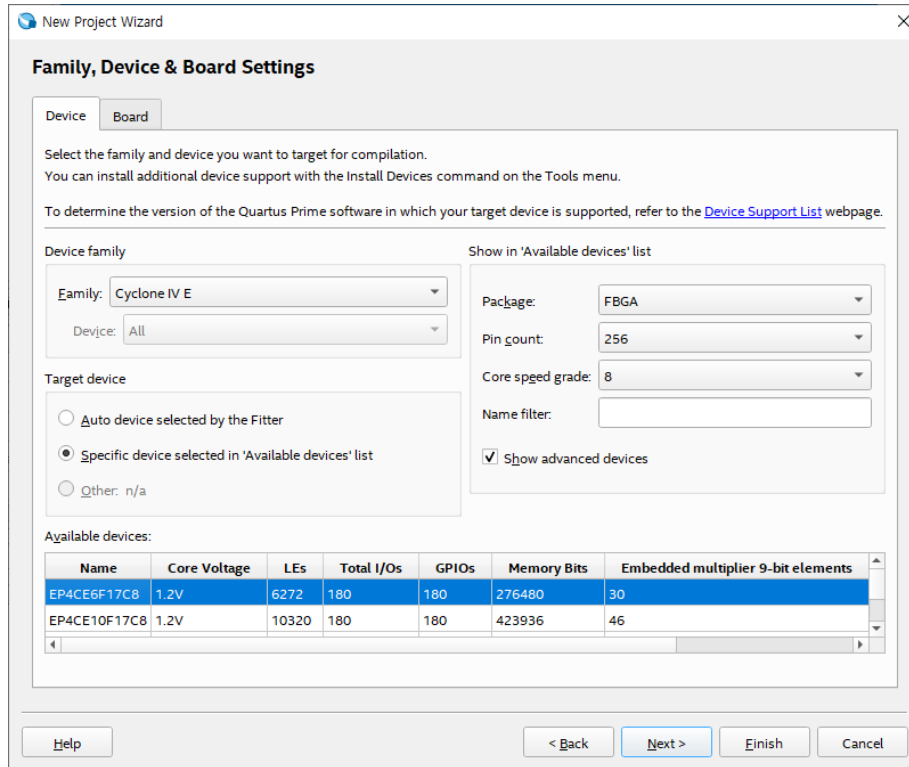 New Project Wizard
Family, Device & Board Settings
Device Board
Select the family and device you want to target for compilation.
You can install additional device support with the Install Devices command on the Tools menu.
To determine the version of the Quartus Prime software in which your target device is supported, refer to the Device Support List webpage.
Device family
Family: Cyclone IV E
Device: All
Show in 'Available devices' list
Package: FBGA
Pin count: 256
Core speed grade: 8
Name filter:
Show advanced devices
Target device
Auto device selected by the Fitter
Specific device selected in 'Available devices' list
Other: n/a
Available devices:
Name Core Voltage LEs Total I/Os GPIOs Memory Bits Embedded multiplier 9-bit elements
EP4CE6F17C8 1.2V 6272 180 180 276480 30
EP4CE10F17C8 1.2V 10320 180 180 423936 46
Help < Back Next > Finish Cancel